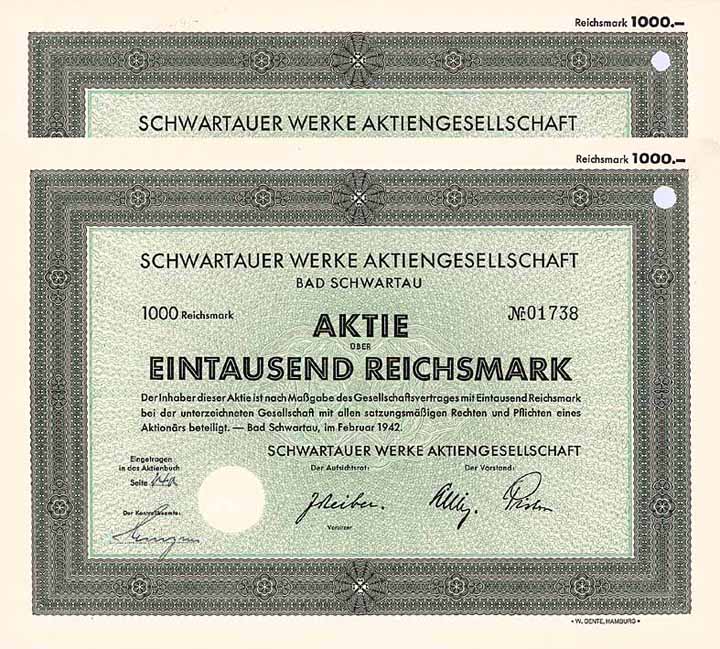 Reichsmark 1000.—
SCHWARTAUER WERKE AKTIENGESELLSCHAFT
Reichsmark 1000.—
SCHWARTAUER WERKE AKTIENGESELLSCHAFT
BAD SCHWARTAU
1000 Reichsmark
№ 01738
AKTIE
ÜBER
EINTAUSEND REICHSMARK
Der Inhaber dieser Aktie ist nach Maßgabe des Gesellschaftsvertrages mit Eintausend Reichsmark
bei der unterzeichneten Gesellschaft mit allen satzungsmäßigen Rechten und Pflichten eines
Aktionärs beteiligt. — Bad Schwartau, im Februar 1942.
SCHWARTAUER WERKE AKTIENGESELLSCHAFT
Eingetragen
in das Aktienbuch
Seite
Der Aufsichtsrat:
Der Vorstand:
Der Kontrollbeamte:
Vorsitzer
• W. DENTE, HAMBURG •